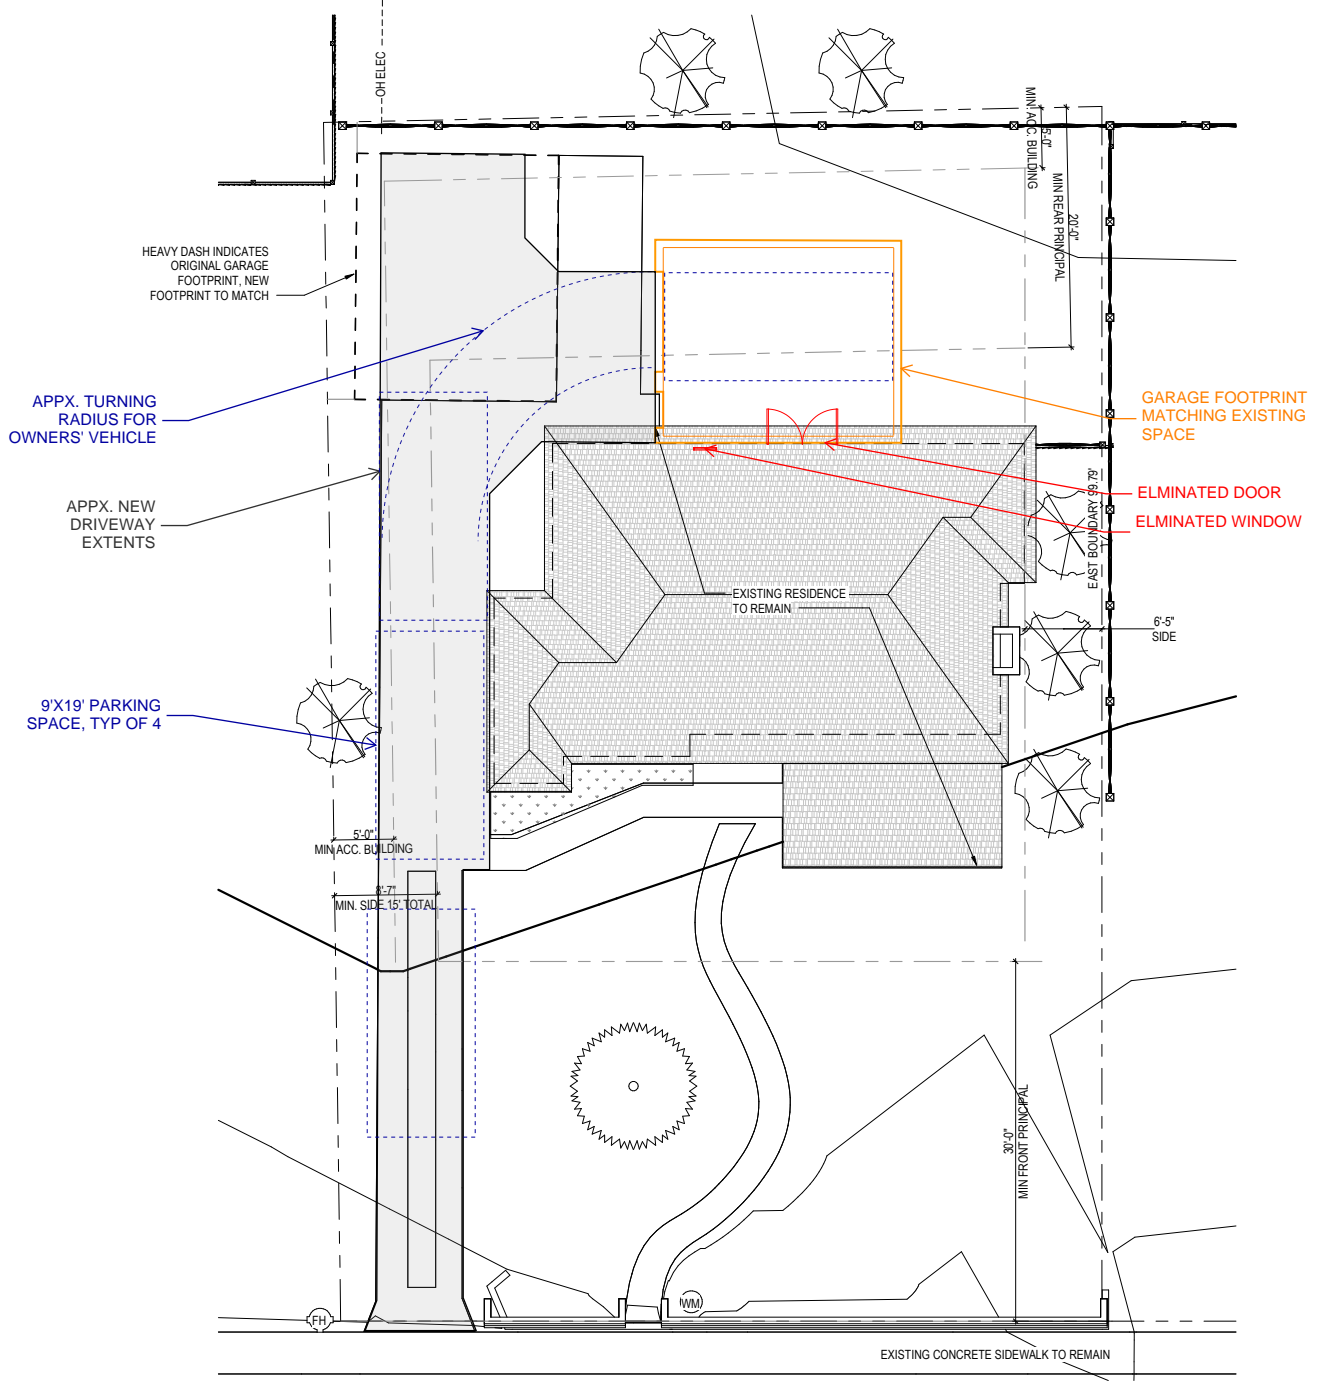 OH ELEC
MIN. ACC. BUILDING
5'-0"
MIN REAR PRINCIPAL
20'-0"
HEAVY DASH INDICATES
ORIGINAL GARAGE
FOOTPRINT, NEW
FOOTPRINT TO MATCH
APPX. TURNING
RADIUS FOR
OWNERS' VEHICLE
GARAGE FOOTPRINT
MATCHING EXISTING
SPACE
APPX. NEW
DRIVEWAY
EXTENTS
ELMINATED DOOR
ELMINATED WINDOW
EAST BOUNDARY 99.79'
EXISTING RESIDENCE
TO REMAIN
6'-5"
SIDE
9'X19' PARKING
SPACE, TYP OF 4
5'-0"
MIN ACC. BUILDING
8'-7"
MIN. SIDE 15' TOTAL
30'-0"
MIN FRONT PRINCIPAL
FH
WM
EXISTING CONCRETE SIDEWALK TO REMAIN